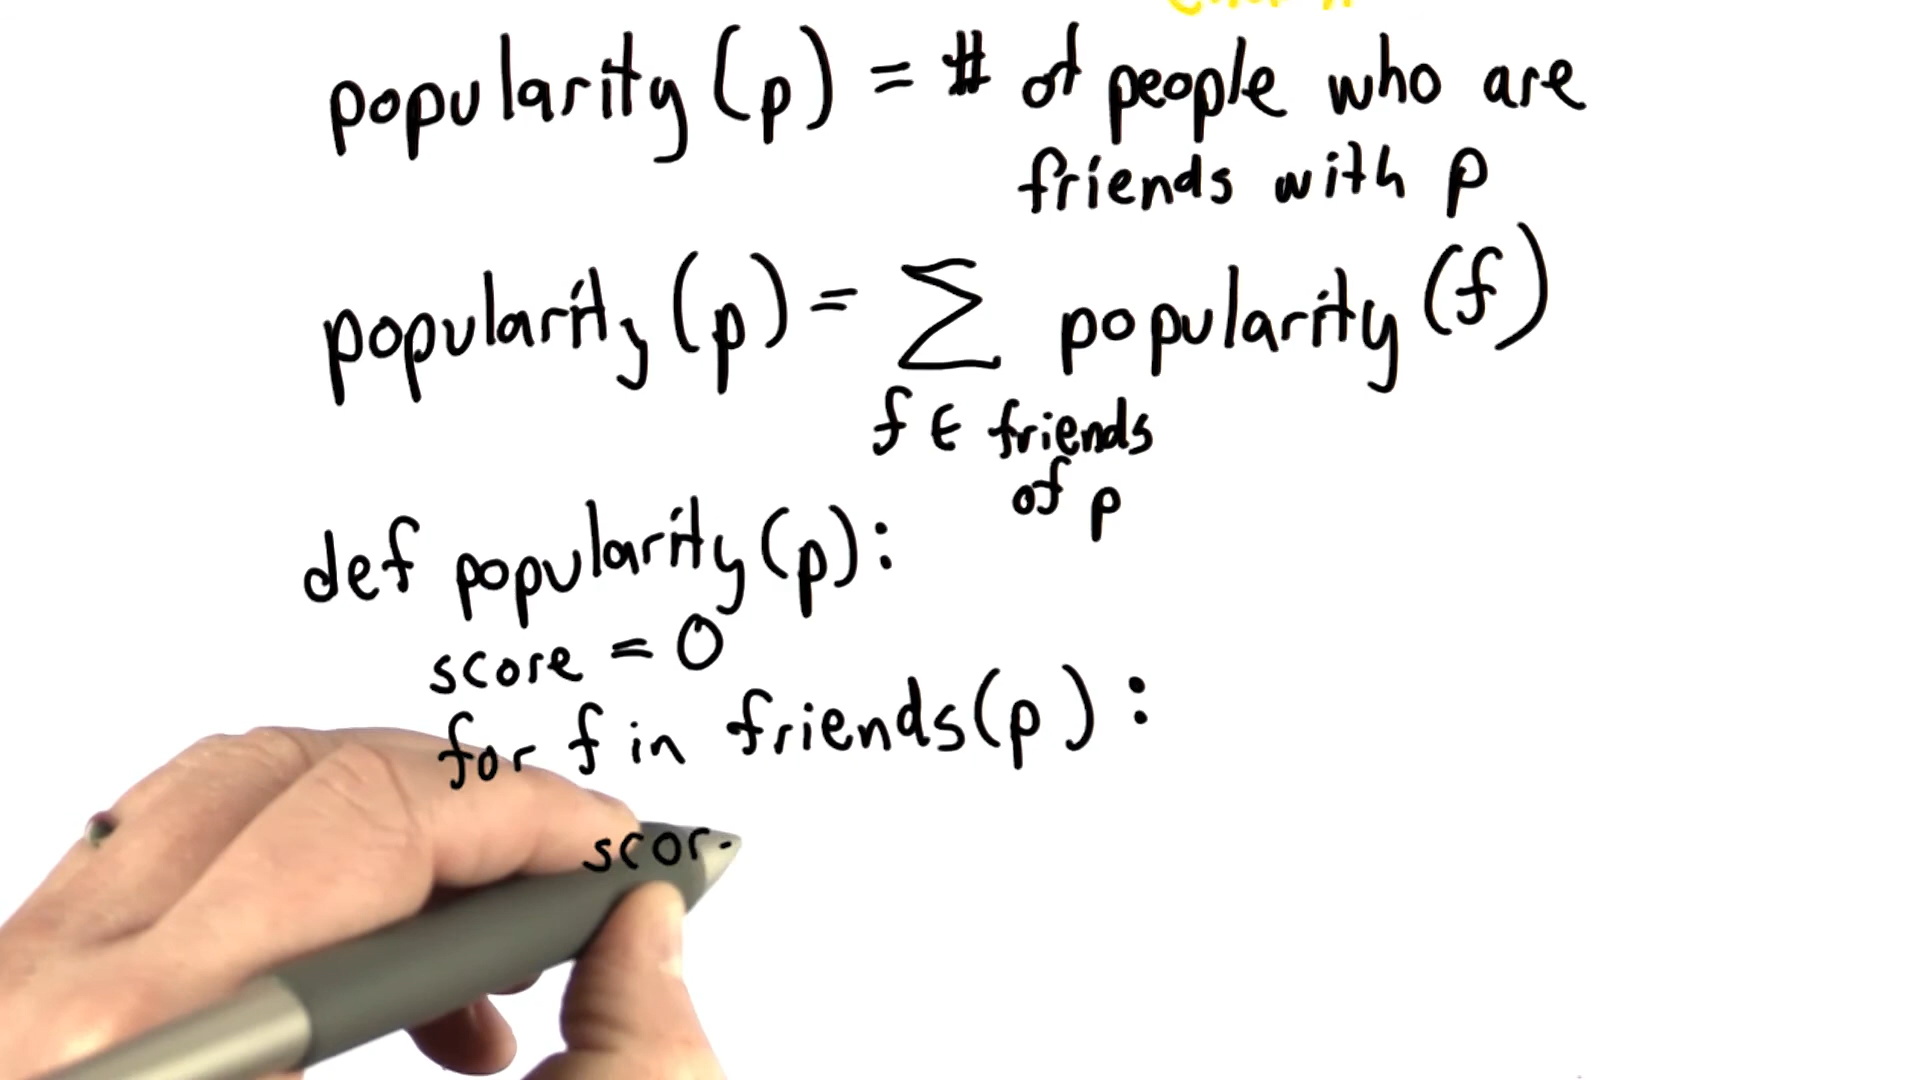 popularity(p) = # of people who are
friends with p
popularity(p) = Σ popularity(f)
f ∈ friends
of p
def popularity(p):
score = 0
for f in friends(p):
scor